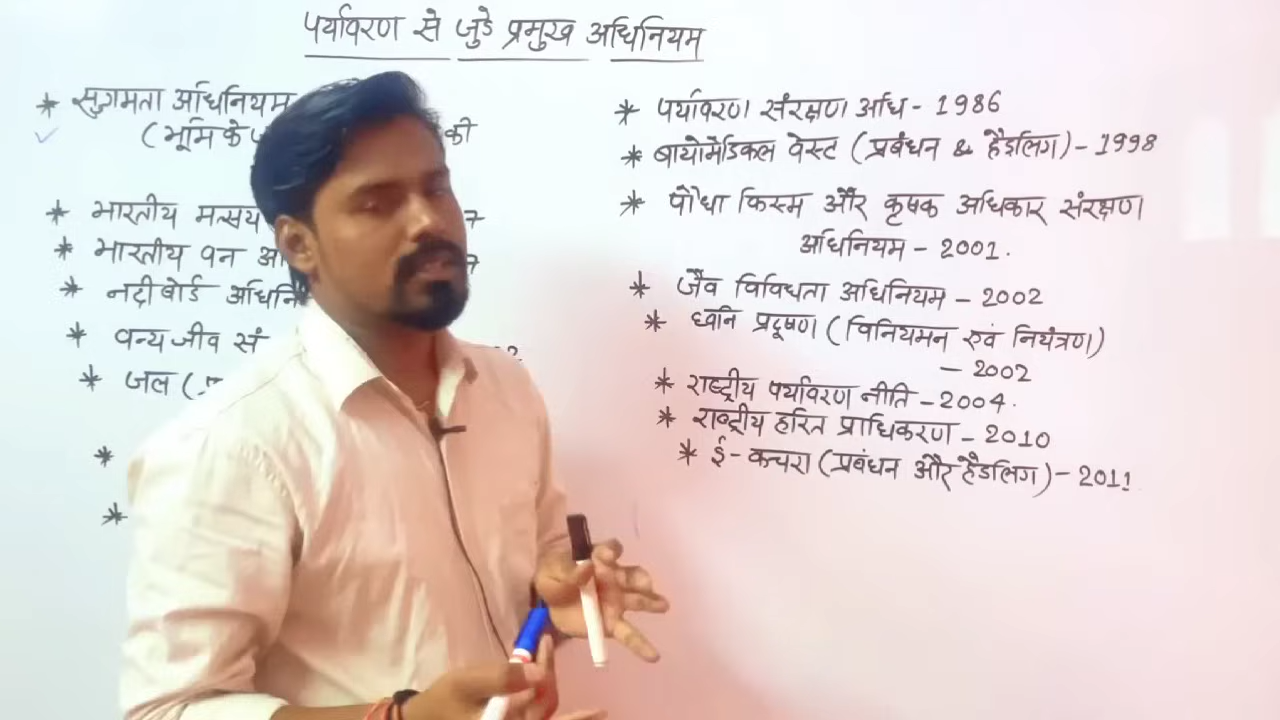 पर्यावरण से जुडे प्रमुख अधिनियम
* सुगमता अधिनियम
(भूमि के की
* भारतीय मत्सय 7
* भारतीय वन 7
* नदी बोर्ड
* वन्य जीव सं
* जल (
*
*
* पर्यावरण संरक्षण अधि - 1986
* बायोमेडिकल वेस्ट (प्रबंधन & हैंडलिग) - 1998
* पौधा किस्म और कृषक अधिकार संरक्षण
अधिनियम - 2001.
* जैव विविधता अधिनियम - 2002
* ध्वनि प्रदूषण (विनियमन एवं नियंत्रण)
- 2002
* राष्ट्रीय पर्यावरण नीति - 2004.
* राष्ट्रीय हरित प्राधिकरण - 2010
* ई - कचरा (प्रबंधन और हैंडलिग) - 2011